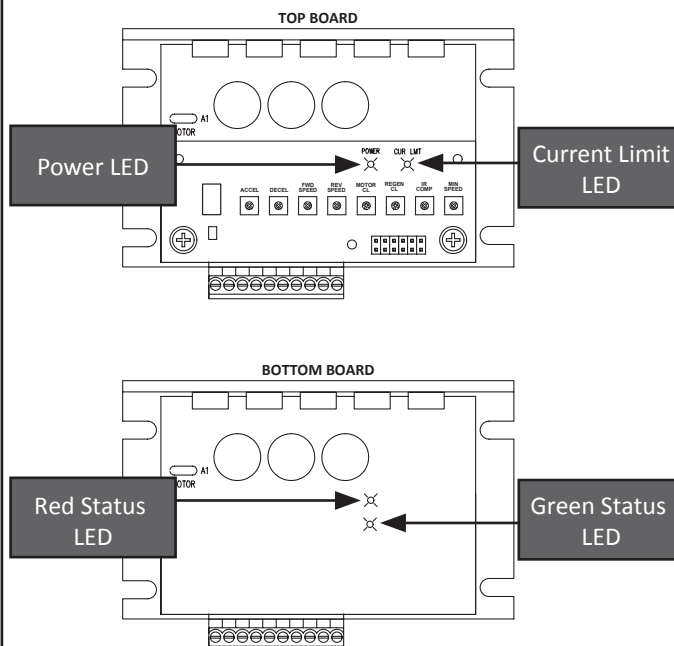 TOP BOARD
A1
OTOR
Power LED
POWER
CUR LMT
Current Limit
LED
ACCEL
DECEL
FWD
SPEED
REV
SPEED
MOTOR
CL
REGEN
CL
IR
COMP
MIN
SPEED
BOTTOM BOARD
A1
OTOR
Red Status
LED
Green Status
LED